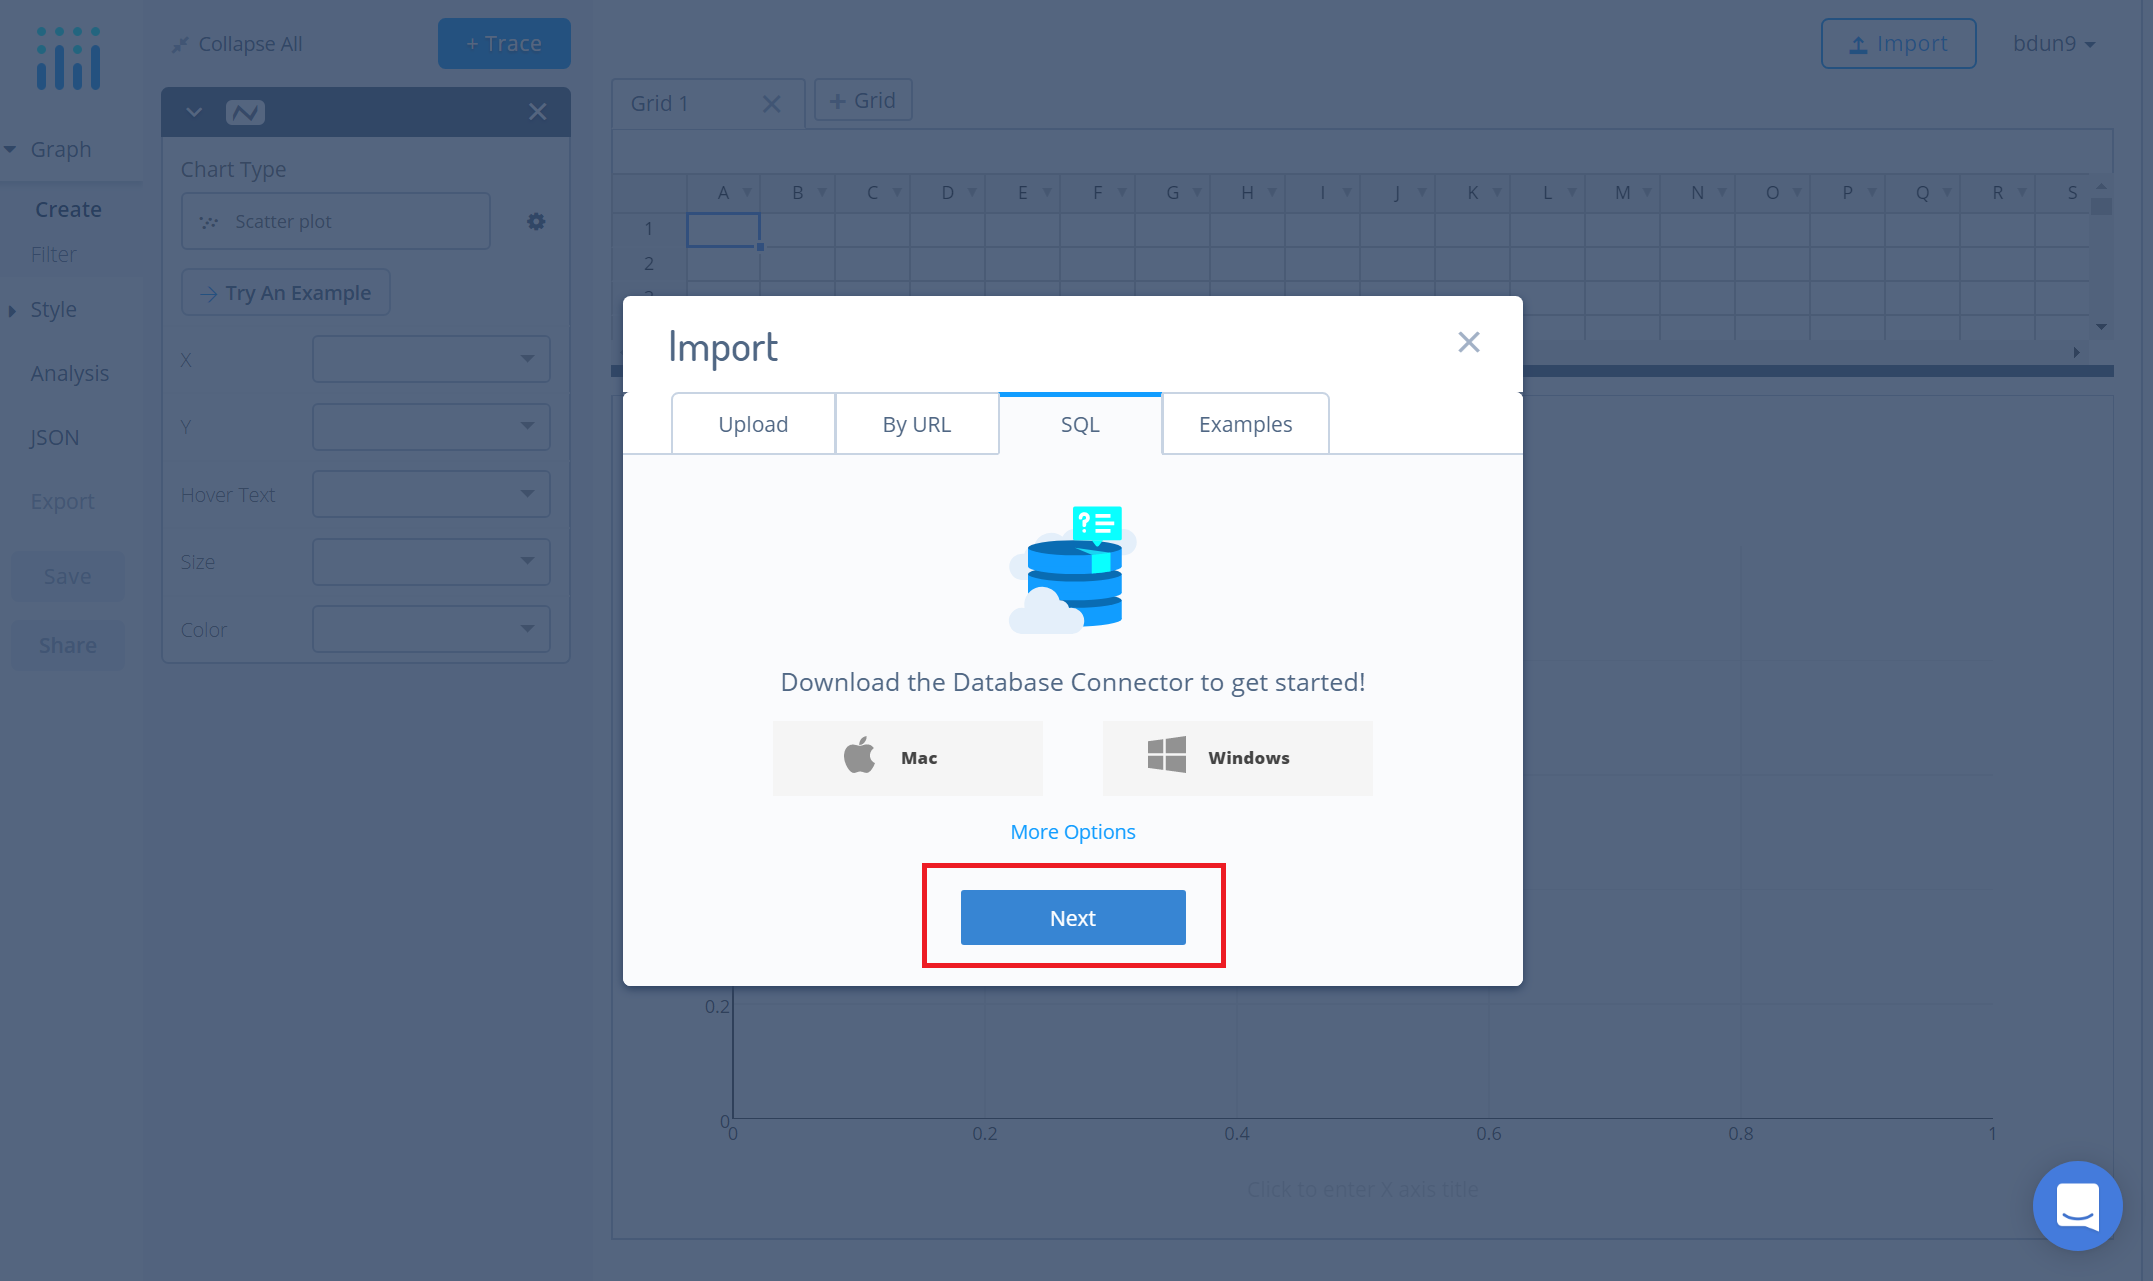 Collapse All
+ Trace
Import
bdun9
Grid 1
+ Grid
Graph
Create
Filter
Style
Analysis
JSON
Export
Save
Share
Chart Type
Scatter plot
Try An Example
X
Y
Hover Text
Size
Color
A B C D E F G H I J K L M N O P Q R S
1
2
Import
Upload
By URL
SQL
Examples
?
Download the Database Connector to get started!
Mac
Windows
More Options
Next
0.2
0
0 0.2 0.4 0.6 0.8 1
Click to enter X axis title